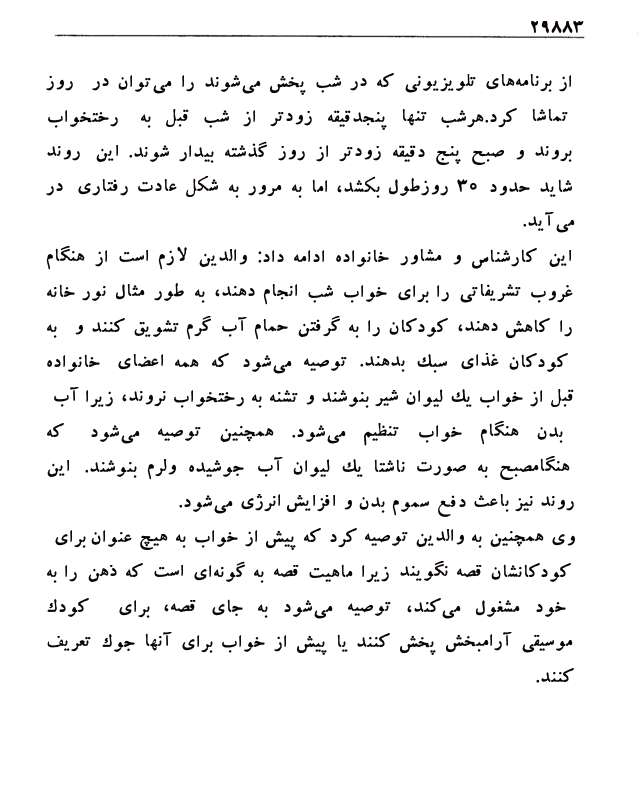 ۲۹۸۸۳
از برنامه‌های تلویزیونی که در شب پخش می‌شوند را می‌توان در روز
تماشا کرد.هرشب تنها پنجدقیقه زودتر از شب قبل به رختخواب
بروند و صبح پنج دقیقه زودتر از روز گذشته بیدار شوند. این روند
شاید حدود ۳۰ روزطول بکشد، اما به مرور به شکل عادت رفتاری در
می‌آید.
این کارشناس و مشاور خانواده ادامه داد: والدین لازم است از هنگام
غروب تشریفاتی را برای خواب شب انجام دهند، به طور مثال نور خانه
را کاهش دهند، کودکان را به گرفتن حمام آب گرم تشویق کنند و به
کودکان غذای سبك بدهند. توصیه می‌شود که همه اعضای خانواده
قبل از خواب یك لیوان شیر بنوشند و تشنه به رختخواب نروند، زیرا آب
بدن هنگام خواب تنظیم می‌شود. همچنین توصیه می‌شود که
هنگامصبح به صورت ناشتا یك لیوان آب جوشیده ولرم بنوشند. این
روند نیز باعث دفع سموم بدن و افزایش انرژی می‌شود.
وی همچنین به والدین توصیه کرد که پیش از خواب به هیچ عنوان برای
کودکانشان قصه نگویند زیرا ماهیت قصه به گونه‌ای است که ذهن را به
خود مشغول می‌کند، توصیه می‌شود به جای قصه، برای کودك
موسیقی آرامبخش پخش کنند یا پیش از خواب برای آنها جوك تعریف
کنند.